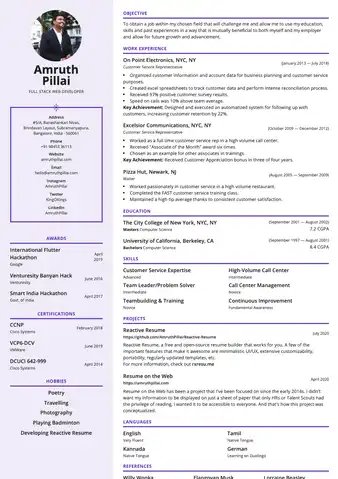 Amruth
Pillai
FULL STACK WEB DEVELOPER
Address
#5/A, Banashankari Nivas,
Brindavan Layout, Subramanyapura,
Bangalore, India - 560061
Phone
+91 98453 36113
Website
amruthpillai.com
Email
hello@amruthpillai.com
Instagram
AmruthPillai
Twitter
KingOKings
LinkedIn
AmruthPillai
AWARDS
International Flutter
Hackathon
April
2019
Google
Venturesity Banyan Hack
June 2016
Venturesity
Smart India Hackathon
April 2017
Govt. of India
CERTIFICATIONS
CCNP
February 2018
Cisco Systems
VCP6-DCV
June 2019
VMWare
DCUCI 642-999
April 2014
Cisco Systems
HOBBIES
Poetry
Travelling
Photography
Playing Badminton
Developing Reactive Resume
OBJECTIVE
To obtain a job within my chosen field that will challenge me and allow me to use my education,
skills and past experiences in a way that is mutually beneficial to both myself and my employer
and allow for future growth and advancement.
WORK EXPERIENCE
On Point Electronics, NYC, NY
(January 2013 — July 2019)
Customer Service Representative
• Organized customer information and account data for business planning and customer service
purposes.
• Created excel spreadsheets to track customer data and perform intense reconciliation process.
• Received 97% positive customer survey results.
• Speed on calls was 10% above team average.
Key Achievement: Designed and executed an automatized system for following up with
customers, increasing customer retention by 22%.
Excelsior Communications, NYC, NY
(October 2009 — December 2012)
Customer Service Representative
• Worked as a full time customer service rep in a high volume call center.
• Received "Associate of the Month" award six times.
• Chosen as an example for other associates in trainings.
Key Achievement: Received Customer Appreciation bonus in three of four years.
Pizza Hut, Newark, NJ
(August 2005 — September 2009)
Waiter
• Worked passionately in customer service in a high volume restaurant.
• Completed the FAST customer service training class.
• Maintained a high tip average thanks to consistent customer satisfaction.
EDUCATION
The City College of New York, NYC, NY
(September 2001 — August 2002)
Masters Computer Science
7.2 CGPA
University of California, Berkeley, CA
(September 1997 — August 2001)
Bachelors Computer Science
8.4 CGPA
SKILLS
Customer Service Expertise
High-Volume Call Center
Advanced
Intermediate
Team Leader/Problem Solver
Call Center Management
Intermediate
Novice
Teambuilding & Training
Continuous Improvement
Novice
Fundamental Awareness
PROJECTS
Reactive Resume
July 2020
https://github.com/AmruthPillai/Reactive-Resume
Reactive Resume, a free and open-source resume builder that works for you. A few of the
important features that make it awesome are minimalistic UI/UX, extensive customizability,
portability, regularly updated templates, etc.
For more information, check out rxresu.me
Resume on the Web
April 2020
https://amruthpillai.com
Resume on the Web has been a project that I've been focused on since the early 2018s. I didn't
want my information to be displayed on just a sheet of paper that only HRs or Talent Scouts had
the privilege of reading, I wanted it to be accessible to everyone. And that's how this project was
conceptualized.
LANGUAGES
English
Tamil
Very Fluent
Native Tongue
Kannada
German
Native Tongue
Learning on Duolingo
REFERENCES
Willy Wonka
Flanoyman Musk
Lorraine Beasley